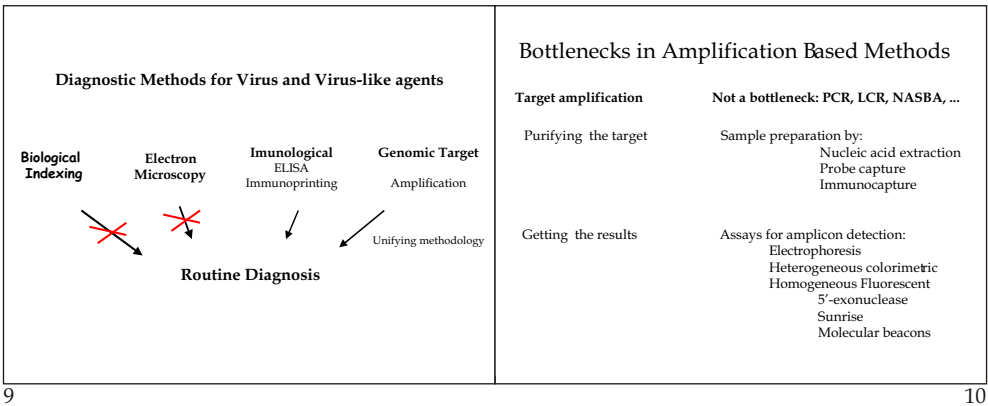 Diagnostic Methods for Virus and Virus-like agents
Biological
Indexing
Electron
Microscopy
Imunological
ELISA
Immunoprinting
Genomic Target
Amplification
Unifying methodology
Routine Diagnosis
9
Bottlenecks in Amplification Based Methods
Target amplification
Not a bottleneck: PCR, LCR, NASBA, ...
Purifying the target
Sample preparation by:
Nucleic acid extraction
Probe capture
Immunocapture
Getting the results
Assays for amplicon detection:
Electrophoresis
Heterogeneous colorimetric
Homogeneous Fluorescent
5’-exonuclease
Sunrise
Molecular beacons
10